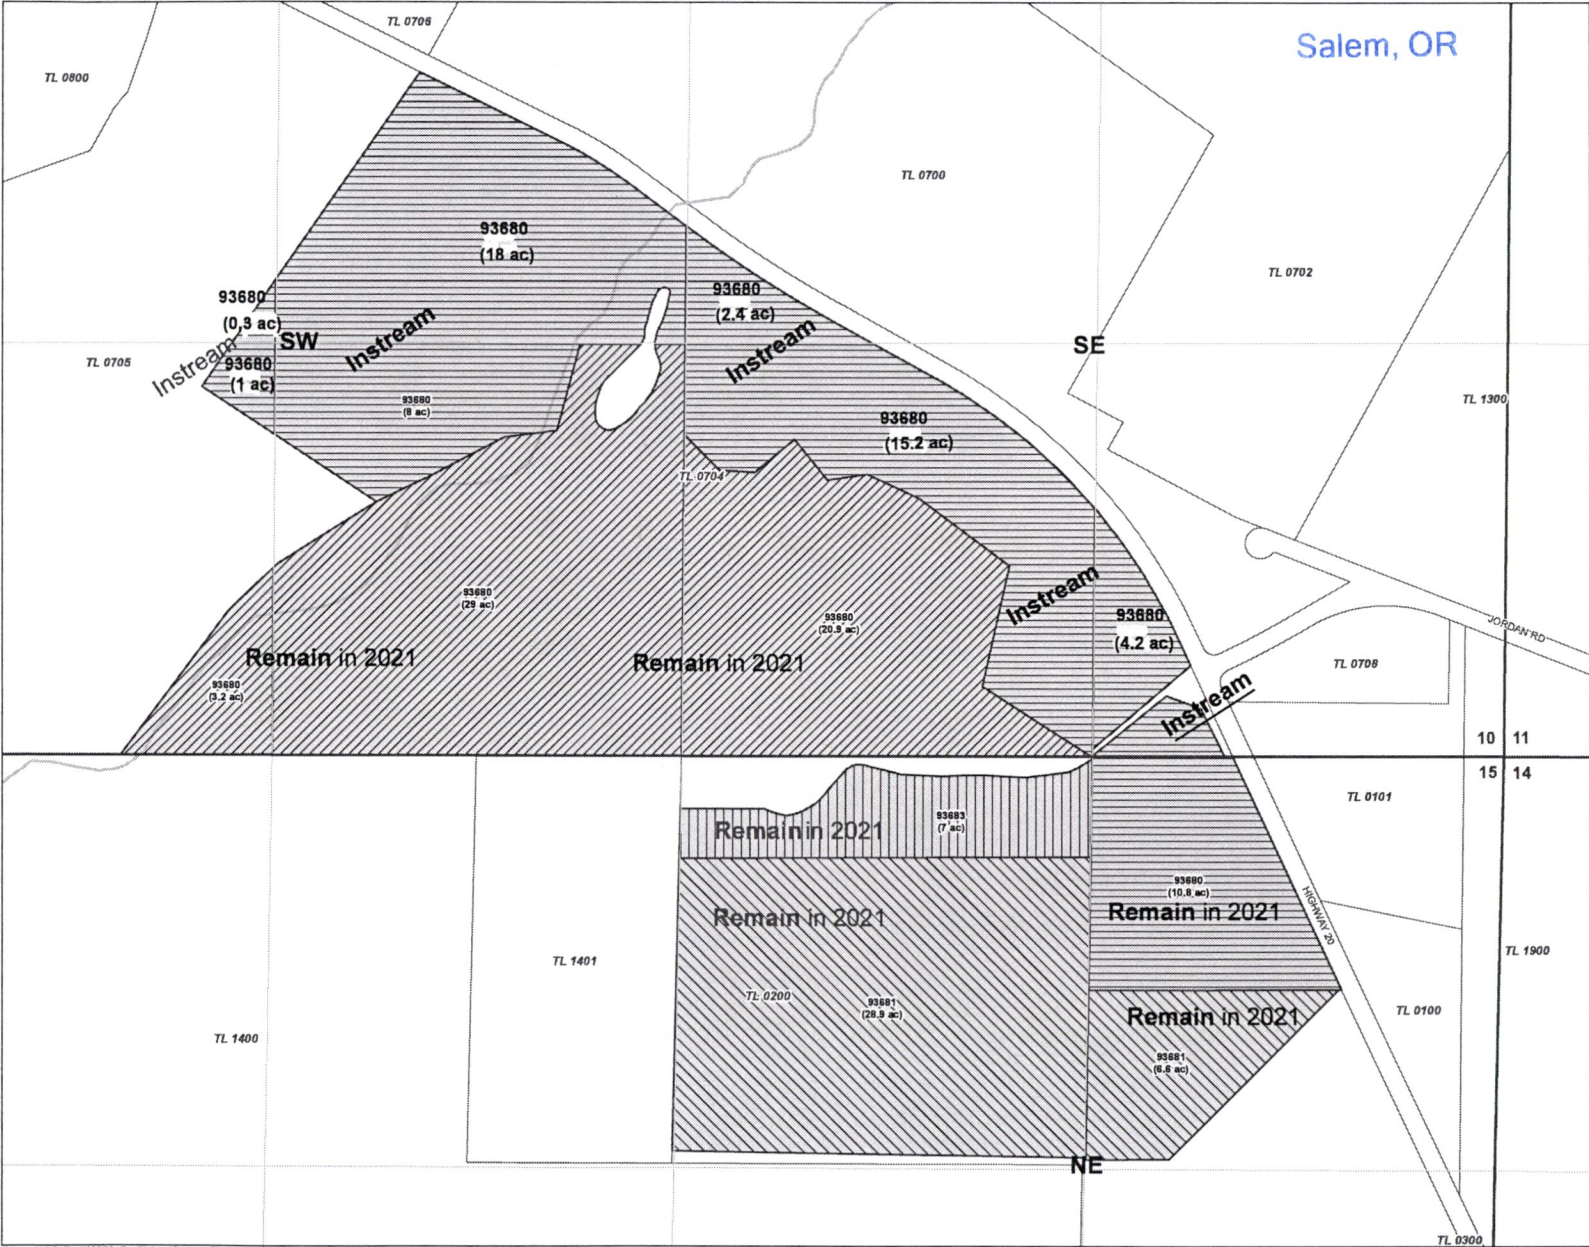 TL 0706
Salem, OR
TL 0800
TL 0700
93680
(18 ac)
TL 0702
93680
(2.4 ac)
93680
(0.3 ac)
Instream
Instream
SW
SE
TL 0705
Instream
93680
(1 ac)
93680
(8 ac)
TL 1300
93680
(15.2 ac)
TL 0704
Instream
93680
(29 ac)
93680
(20.9 ac)
93680
(4.2 ac)
JORDAN RD
Remain in 2021
Remain in 2021
TL 0708
93680
(3.2 ac)
Instream
10 11
15 14
TL 0101
93683
(7 ac)
Remain in 2021
93680
(10.8 ac)
Remain in 2021
Remain in 2021
HIGHWAY 20
TL 1401
TL 1900
TL 0200
93681
(28.9 ac)
Remain in 2021
TL 0100
TL 1400
93681
(6.6 ac)
NE
TL 0300